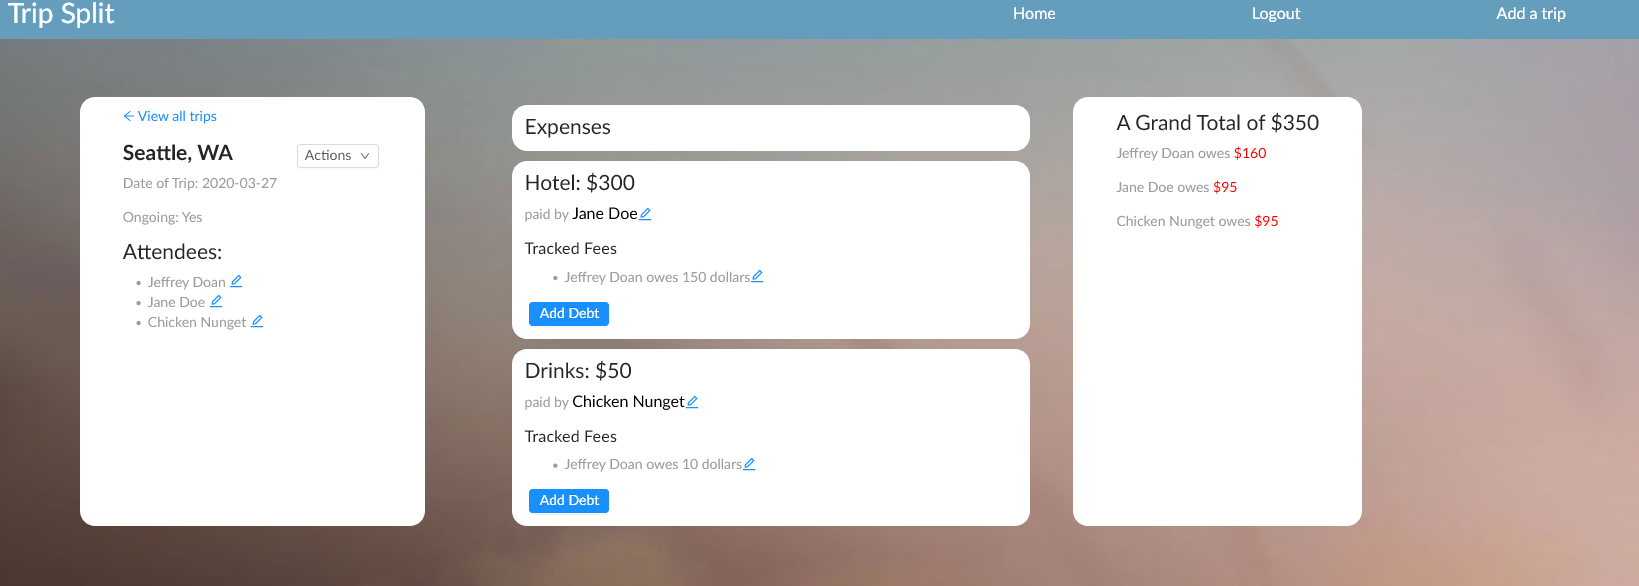 Trip Split
Home
Logout
Add a trip
← View all trips
Seattle, WA
Actions
Date of Trip: 2020-03-27
Ongoing: Yes
Attendees:
• Jeffrey Doan
• Jane Doe
• Chicken Nunget
Expenses
Hotel: $300
paid by Jane Doe
Tracked Fees
• Jeffrey Doan owes 150 dollars
Add Debt
Drinks: $50
paid by Chicken Nunget
Tracked Fees
• Jeffrey Doan owes 10 dollars
Add Debt
A Grand Total of $350
Jeffrey Doan owes $160
Jane Doe owes $95
Chicken Nunget owes $95